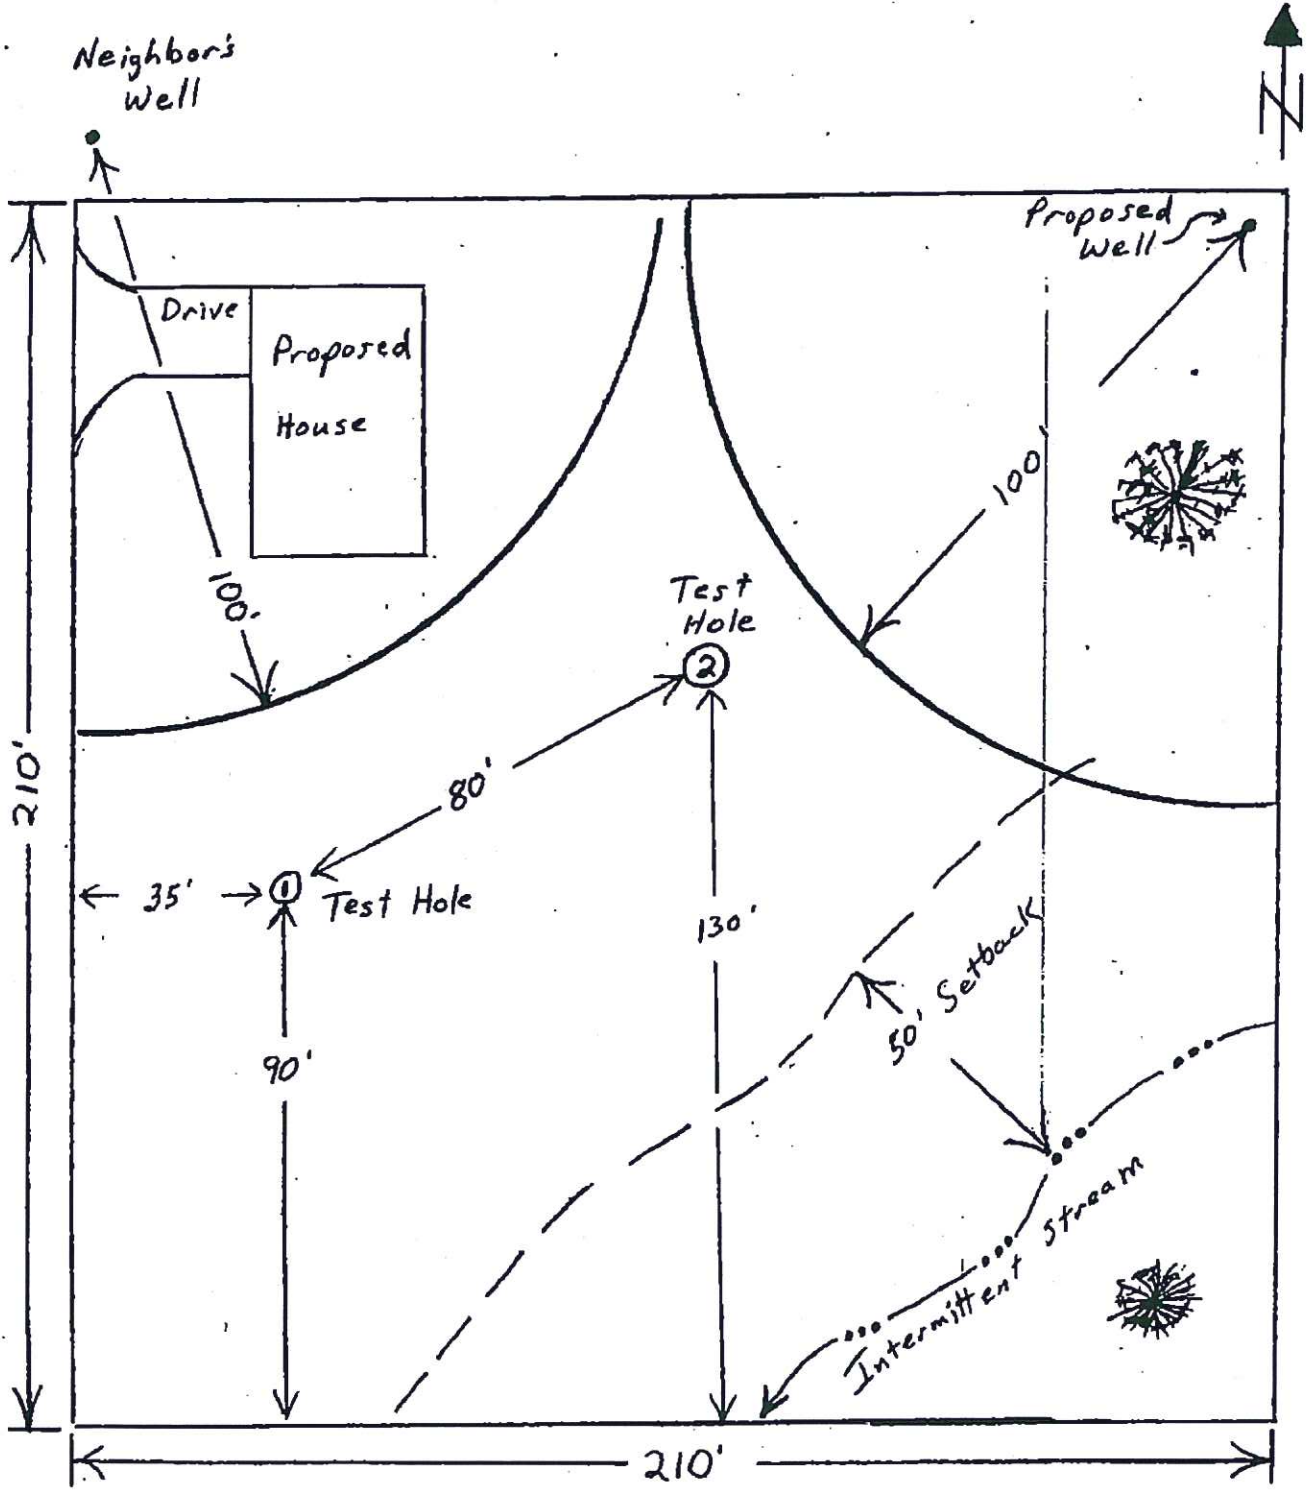 Neighbor's
Well
N
Proposed
Well
Drive
Proposed
House
100'
100'
Test
Hole
2
210'
80'
35'
1
Test Hole
130'
Setback
50'
90'
Intermittent Stream
210'